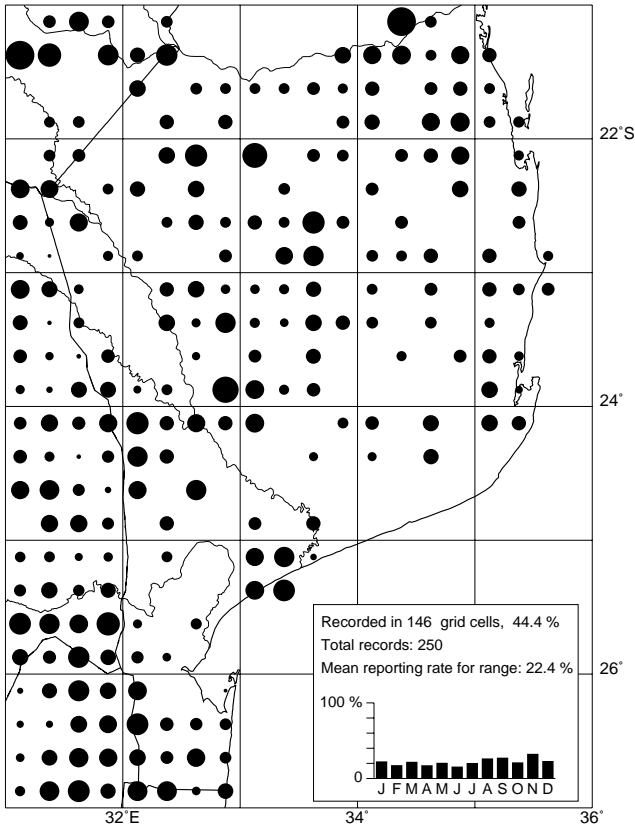 22°S
24°
26°
36°
32°E
34°
Recorded in 146 grid cells, 44.4 %
Total records: 250
Mean reporting rate for range: 22.4 %
100 %
0
J F M A M J J A S O N D